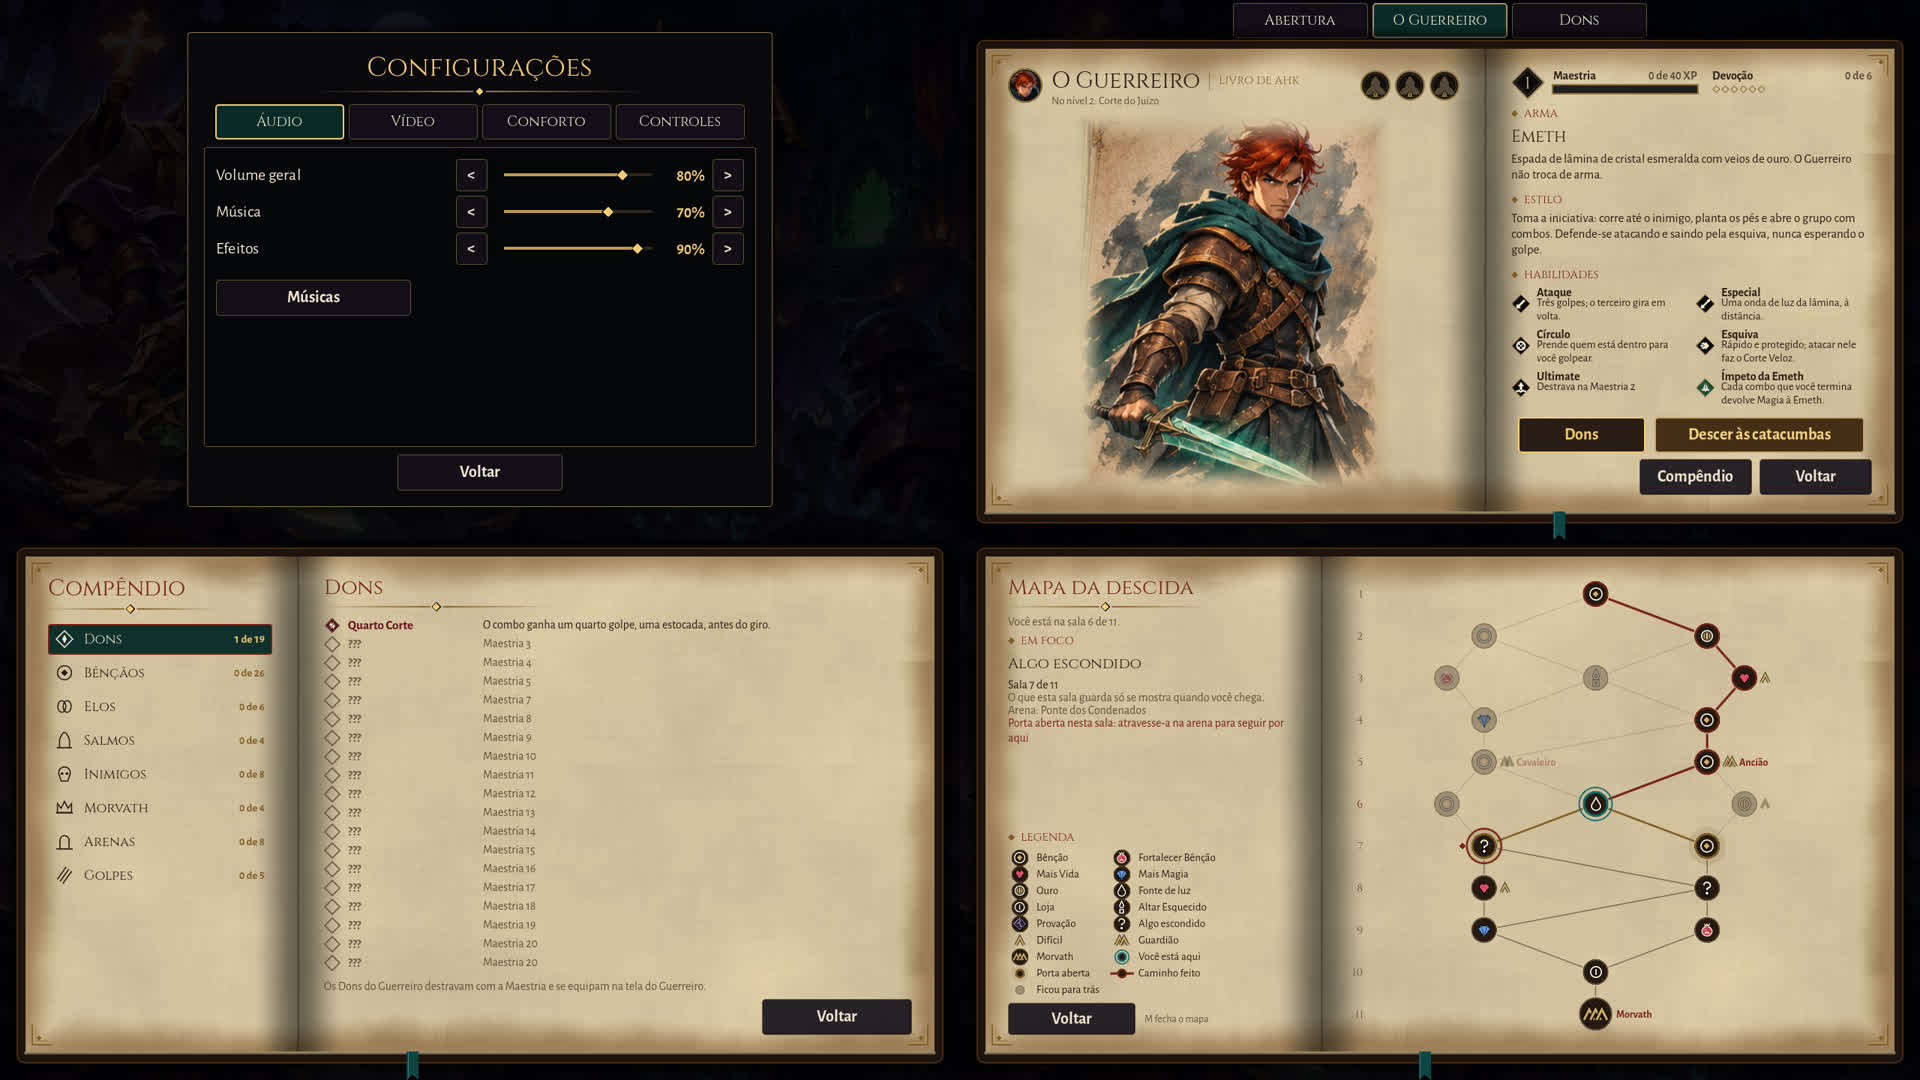 CONFIGURAÇÕES
ÁUDIO
VÍDEO
CONFORTO
CONTROLES
Volume geral < 80% >
Música < 70% >
Efeitos < 90% >
Músicas
Voltar
ABERTURA
O GUERREIRO
DONS
O GUERREIRO | LIVRO DE AHK
No nível 2: Corte do Juízo
1
Maestria 0 de 40 XP
Devoção 0 de 6
ARMA
EMETH
Espada de lâmina de cristal esmeralda com veios de ouro. O Guerreiro
não troca de arma.
ESTILO
Toma a iniciativa: corre até o inimigo, planta os pés e abre o grupo com
combos. Defende-se atacando e saindo pela esquiva, nunca esperando o
golpe.
HABILIDADES
Ataque
Três golpes; o terceiro gira em
volta.
Especial
Uma onda de luz da lâmina, à
distância.
Círculo
Prende quem está dentro para
você golpear.
Esquiva
Rápido e protegido; atacar nele
faz o Corte Veloz.
Ultimate
Destrava na Maestria 2
Ímpeto da Emeth
Cada combo que você termina
devolve Magia à Emeth.
Dons
Descer às catacumbas
Compêndio
Voltar
COMPÊNDIO
DONS 1 de 19
BÊNÇÃOS 0 de 26
ELOS 0 de 6
SALMOS 0 de 4
INIMIGOS 0 de 8
MORVATH 0 de 4
ARENAS 0 de 8
GOLPES 0 de 5
DONS
Quarto Corte O combo ganha um quarto golpe, uma estocada, antes do giro.
??? Maestria 3
??? Maestria 4
??? Maestria 5
??? Maestria 7
??? Maestria 8
??? Maestria 9
??? Maestria 10
??? Maestria 11
??? Maestria 12
??? Maestria 13
??? Maestria 14
??? Maestria 15
??? Maestria 16
??? Maestria 17
??? Maestria 18
??? Maestria 19
??? Maestria 20
??? Maestria 20
Os Dons do Guerreiro destravam com a Maestria e se equipam na tela do Guerreiro.
Voltar
MAPA DA DESCIDA
Você está na sala 6 de 11.
EM FOCO
ALGO ESCONDIDO
Sala 7 de 11
O que esta sala guarda só se mostra quando você chega.
Arena: Ponte dos Condenados
Porta aberta nesta sala: atravesse-a na arena para seguir por
aqui
LEGENDA
Bênção
Fortalecer Bênção
Mais Vida
Mais Magia
Ouro
Fonte de luz
Loja
Altar Esquecido
Provação
? Algo escondido
Difícil
Guardião
Morvath
Você está aqui
Porta aberta
Caminho feito
Ficou para trás
Voltar
M fecha o mapa
1
2
3
4
5 Cavaleiro Ancião
6
7 ?
8 ?
9
10
11 Morvath